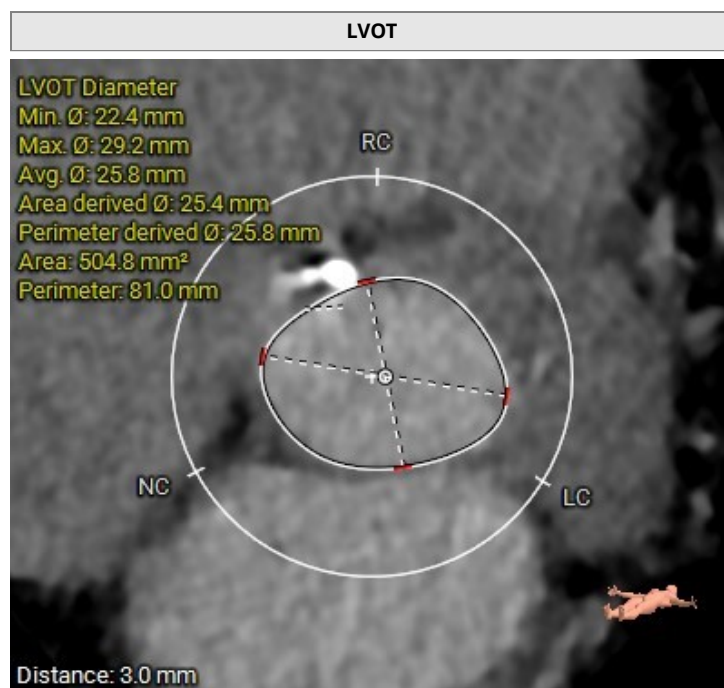 LVOT
LVOT Diameter
Min. Ø: 22.4 mm
Max. Ø: 29.2 mm
Avg. Ø: 25.8 mm
Area derived Ø: 25.4 mm
Perimeter derived Ø: 25.8 mm
Area: 504.8 mm²
Perimeter: 81.0 mm
RC
NC
LC
Distance: 3.0 mm